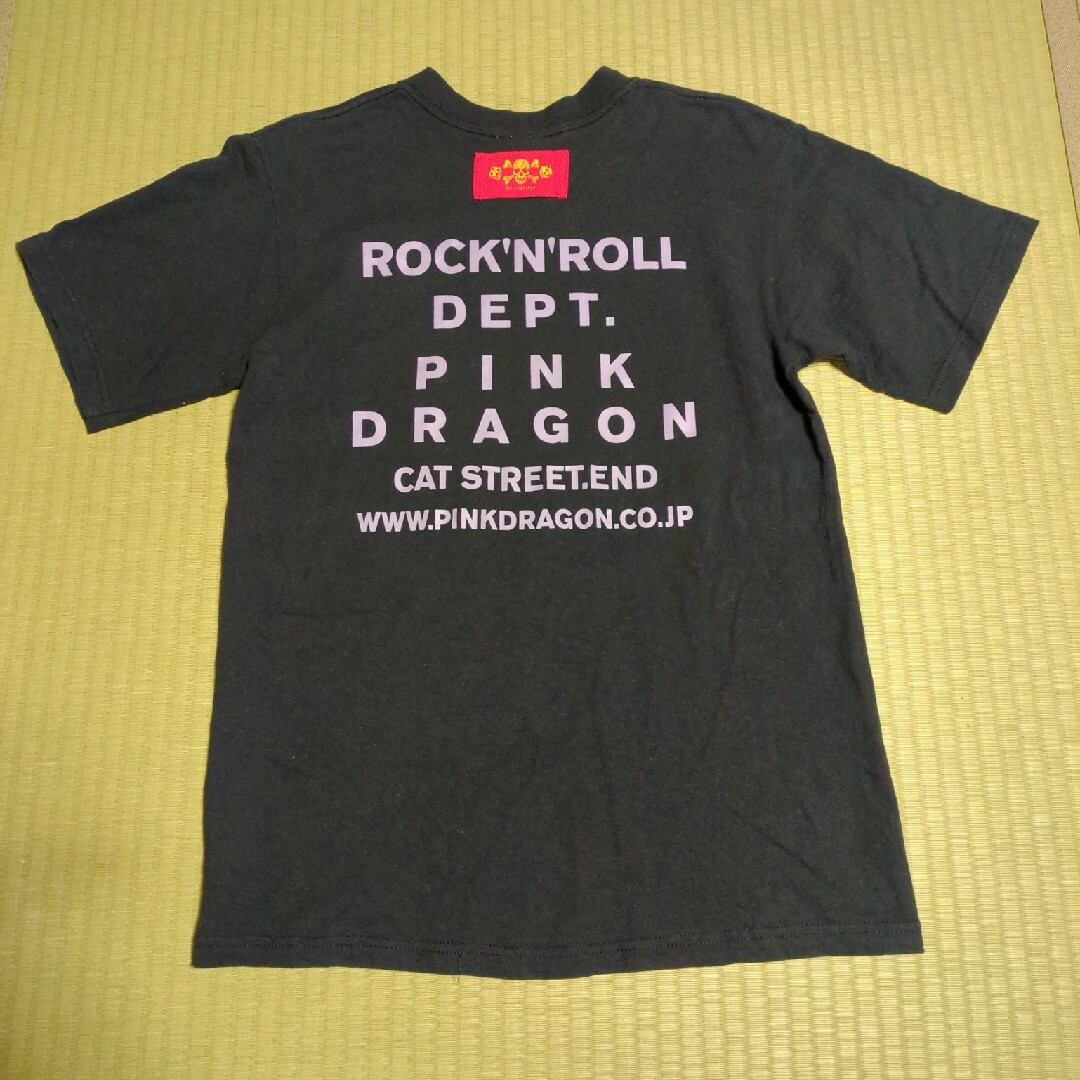 ROCK'N'ROLL
DEPT.
PINK
DRAGON
CAT STREET.END
WWW.PINKDRAGON.CO.JP